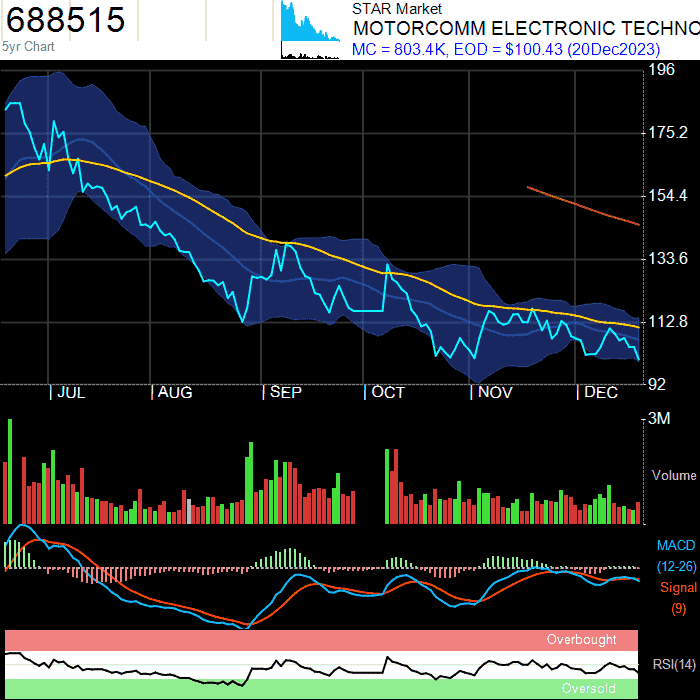 688515
5yr Chart
STAR Market
MOTORCOMM ELECTRONIC TECHNO
MC = 803.4K, EOD = $100.43 (20Dec2023)
196
175.2
154.4
133.6
112.8
92
JUL AUG SEP OCT NOV DEC
3M
Volume
MACD
(12-26)
Signal
(9)
Overbought
RSI(14)
Oversold